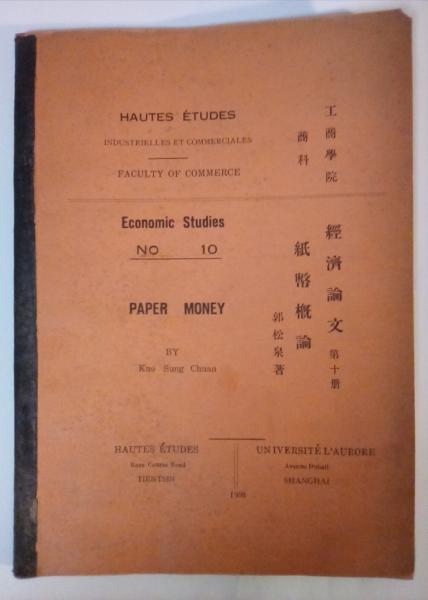 HAUTES ÉTUDES
INDUSTRIELLES ET COMMERCIALES
FACULTY OF COMMERCE
工商學院
商科
Economic Studies
NO 10
PAPER MONEY
BY
Kuo Sung Chuan
經濟論文 第十册
紙幣概論
郭松泉著
HAUTES ÉTUDES
Race Course Road
TIENTSIN
UNIVERSITÉ L'AURORE
Avenue Dubail
SHANGHAI